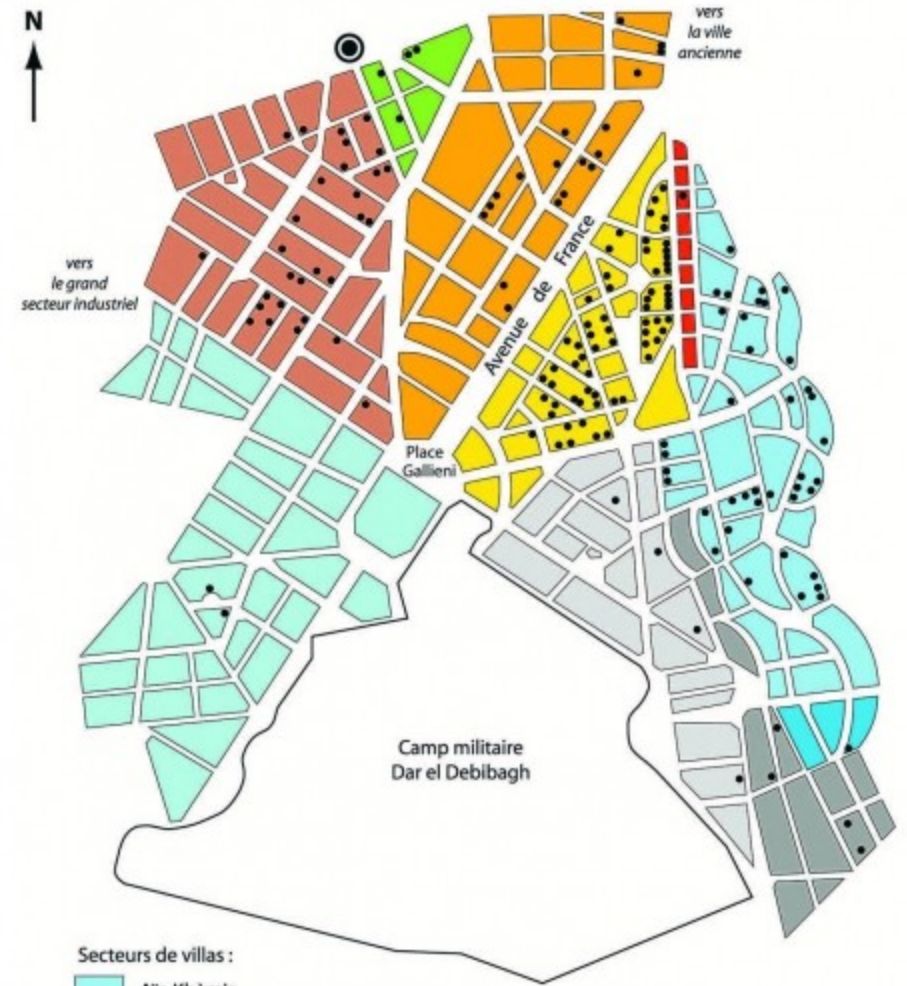 N
vers
la ville
ancienne
vers
le grand
secteur industriel
Avenue de France
Place
Gallieni
Camp militaire
Dar el Debibagh
Secteurs de villas :